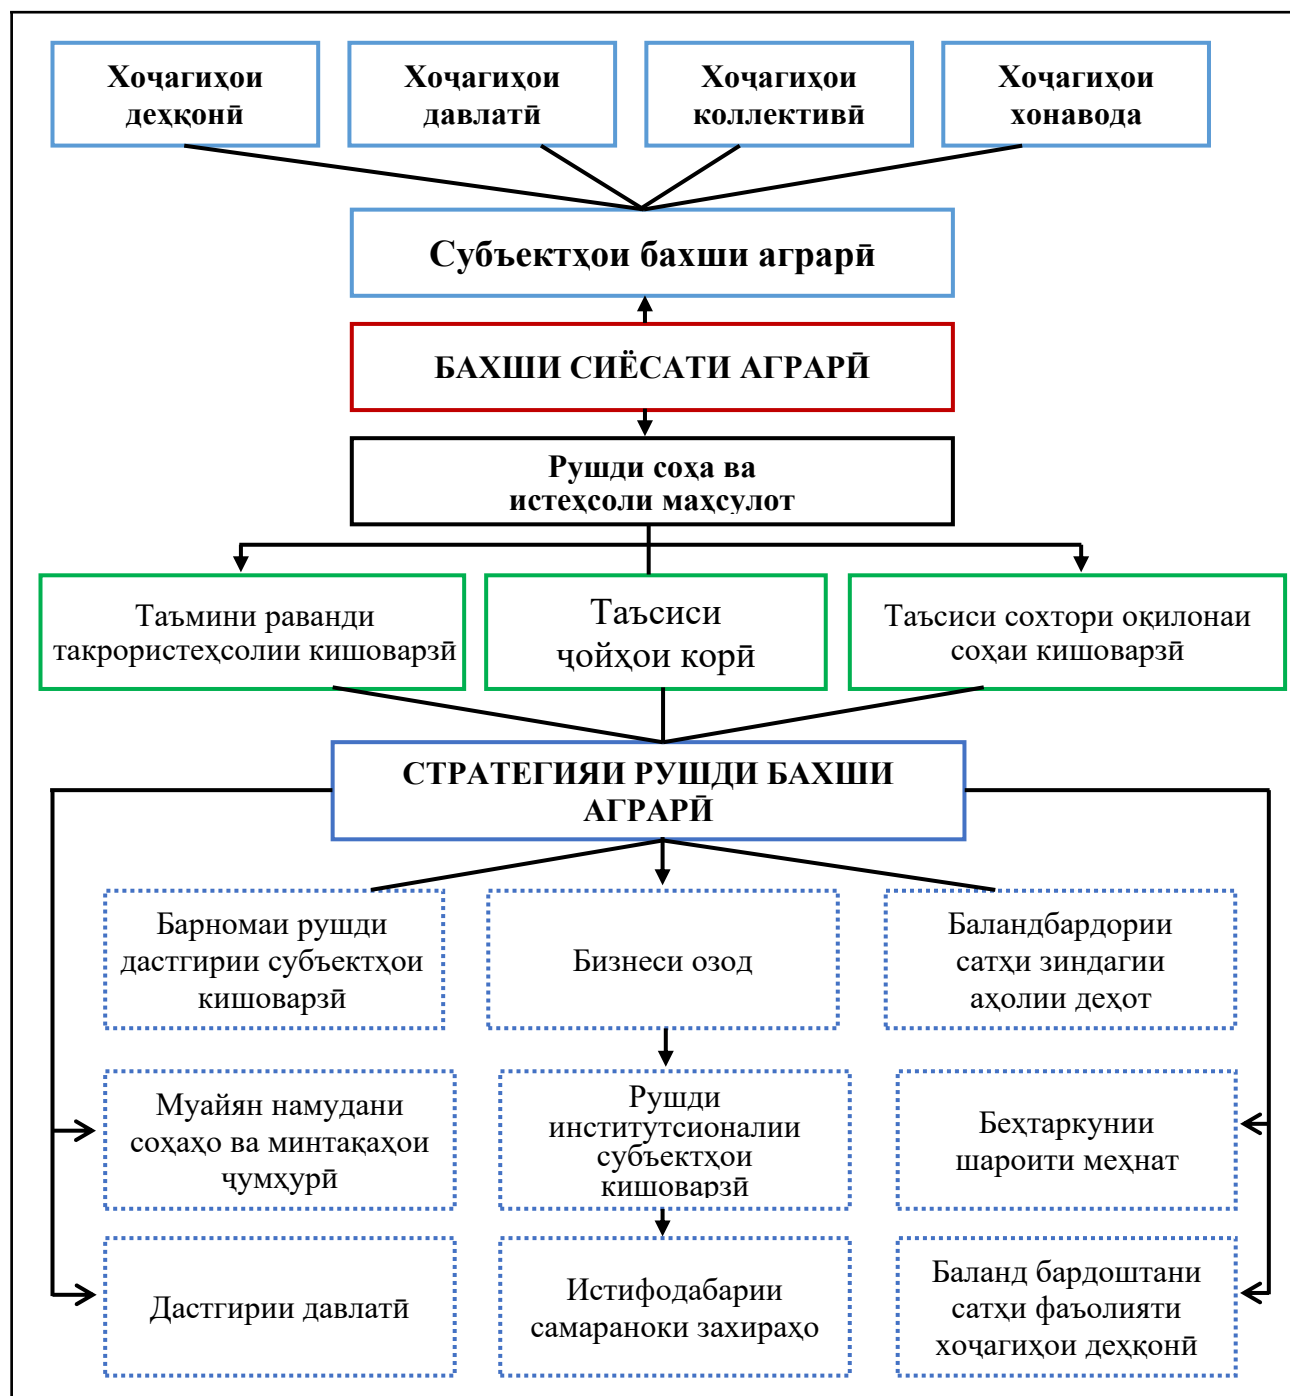 Хоҷагиҳои
деҳқонӣ
Хоҷагиҳои
давлатӣ
Хоҷагиҳои
коллективӣ
Хоҷагиҳои
хонавода
Субъектҳои бахши аграрӣ
БАХШИ СИЁСАТИ АГРАРӢ
Рушди соҳа ва
истеҳсоли маҳсулот
Таъмини раванди
такрористеҳсолии кишоварзӣ
Таъсиси
ҷойҳои корӣ
Таъсиси сохтори оқилонаи
соҳаи кишоварзӣ
СТРАТЕГИЯИ РУШДИ БАХШИ
АГРАРӢ
Барномаи рушди
дастгирии субъектҳои
кишоварзӣ
Бизнеси озод
Баландбардории
сатҳи зиндагии
аҳолии деҳот
Муайян намудани
соҳаҳо ва минтақаҳои
ҷумҳурӣ
Рушди
институтсионалии
субъектҳои
кишоварзӣ
Беҳтаркунии
шароити меҳнат
Дастгирии давлатӣ
Истифодабарии
самараноки захираҳо
Баланд бардоштани
сатҳи фаъолияти
хоҷагиҳои деҳқонӣ